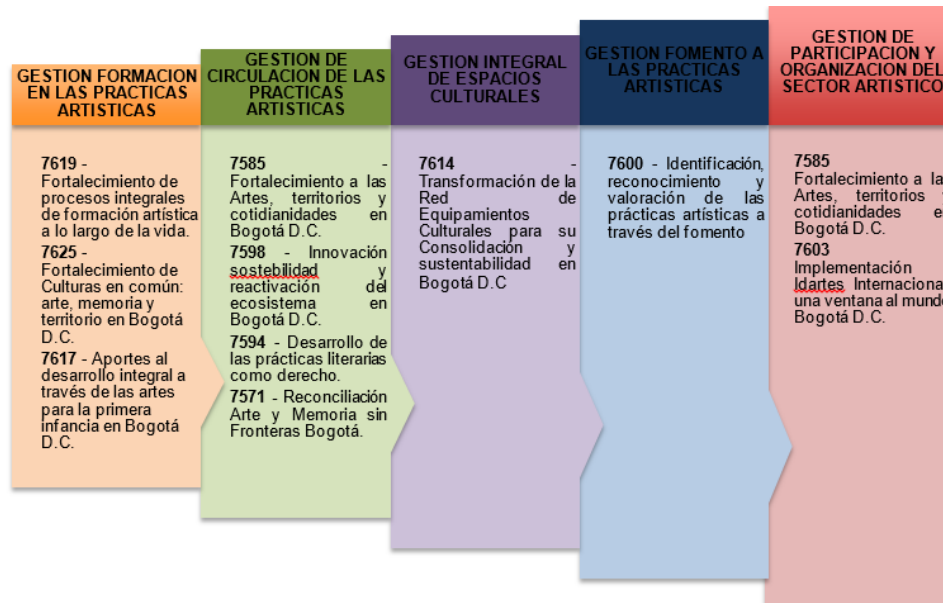 GESTION FORMACION
EN LAS PRACTICAS
ARTISTICAS
7619 -
Fortalecimiento de
procesos integrales
de formación artística
a lo largo de la vida.
7625 -
Fortalecimiento de
Culturas en común:
arte, memoria y
territorio en Bogotá
D.C.
7617 - Aportes al
desarrollo integral a
través de las artes
para la primera
infancia en Bogotá
D.C.
GESTION DE
CIRCULACION DE LAS
PRACTICAS
ARTISTICAS
7585 -
Fortalecimiento a las
Artes, territorios y
cotidianidades en
Bogotá D.C.
7598 - Innovación
sostebilidad y
reactivación del
ecosistema en
Bogotá D.C.
7594 - Desarrollo de
las prácticas literarias
como derecho.
7571 - Reconciliación
Arte y Memoria sin
Fronteras Bogotá.
GESTION INTEGRAL
DE ESPACIOS
CULTURALES
7614 -
Transformación de la
Red de
Equipamientos
Culturales para su
Consolidación y
sustentabilidad en
Bogotá D.C
GESTION FOMENTO A
LAS PRACTICAS
ARTISTICAS
7600 - Identificación,
reconocimiento y
valoración de las
prácticas artísticas a
través del fomento
GESTION DE
PARTICIPACION Y
ORGANIZACION DEL
SECTOR ARTISTICO
7585
Fortalecimiento a
Artes, territorios
cotidianidades
Bogotá D.C.
7603
Implementación
Idartes
una ventana al
Bogotá D.C.